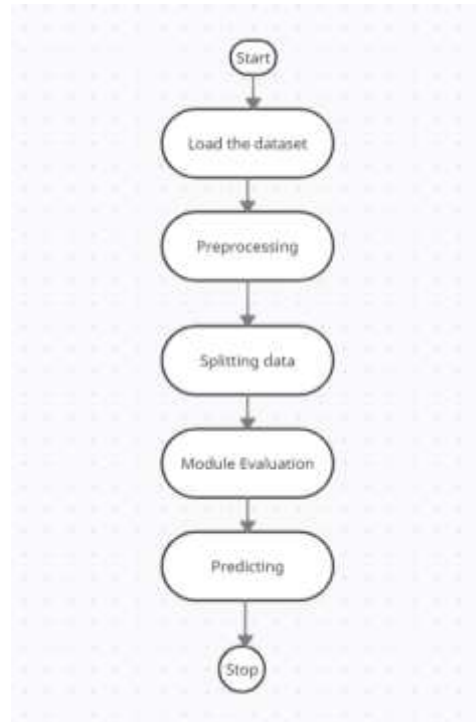 Start
Load the dataset
Preprocessing
Splitting data
Module Evaluation
Predicting
Stop